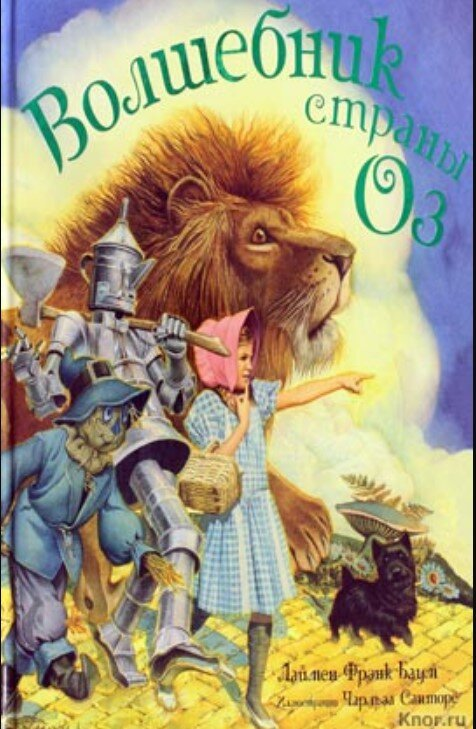 Волшебник
страны
Оз
Лаймен Фрэнк Баум
Иллюстрации Чарльза Санторе
Knor.ru